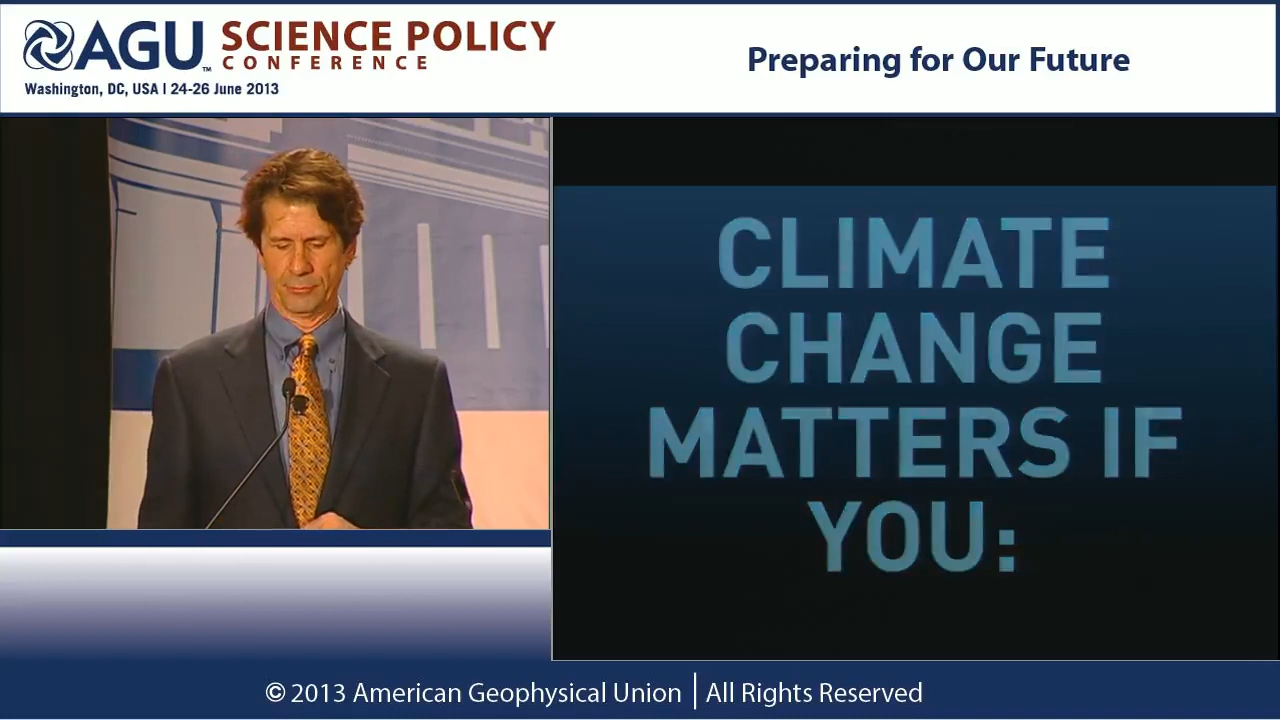 AGU™ SCIENCE POLICY
CONFERENCE
Washington, DC, USA | 24-26 June 2013
Preparing for Our Future
CLIMATE
CHANGE
MATTERS IF
YOU:
© 2013 American Geophysical Union | All Rights Reserved